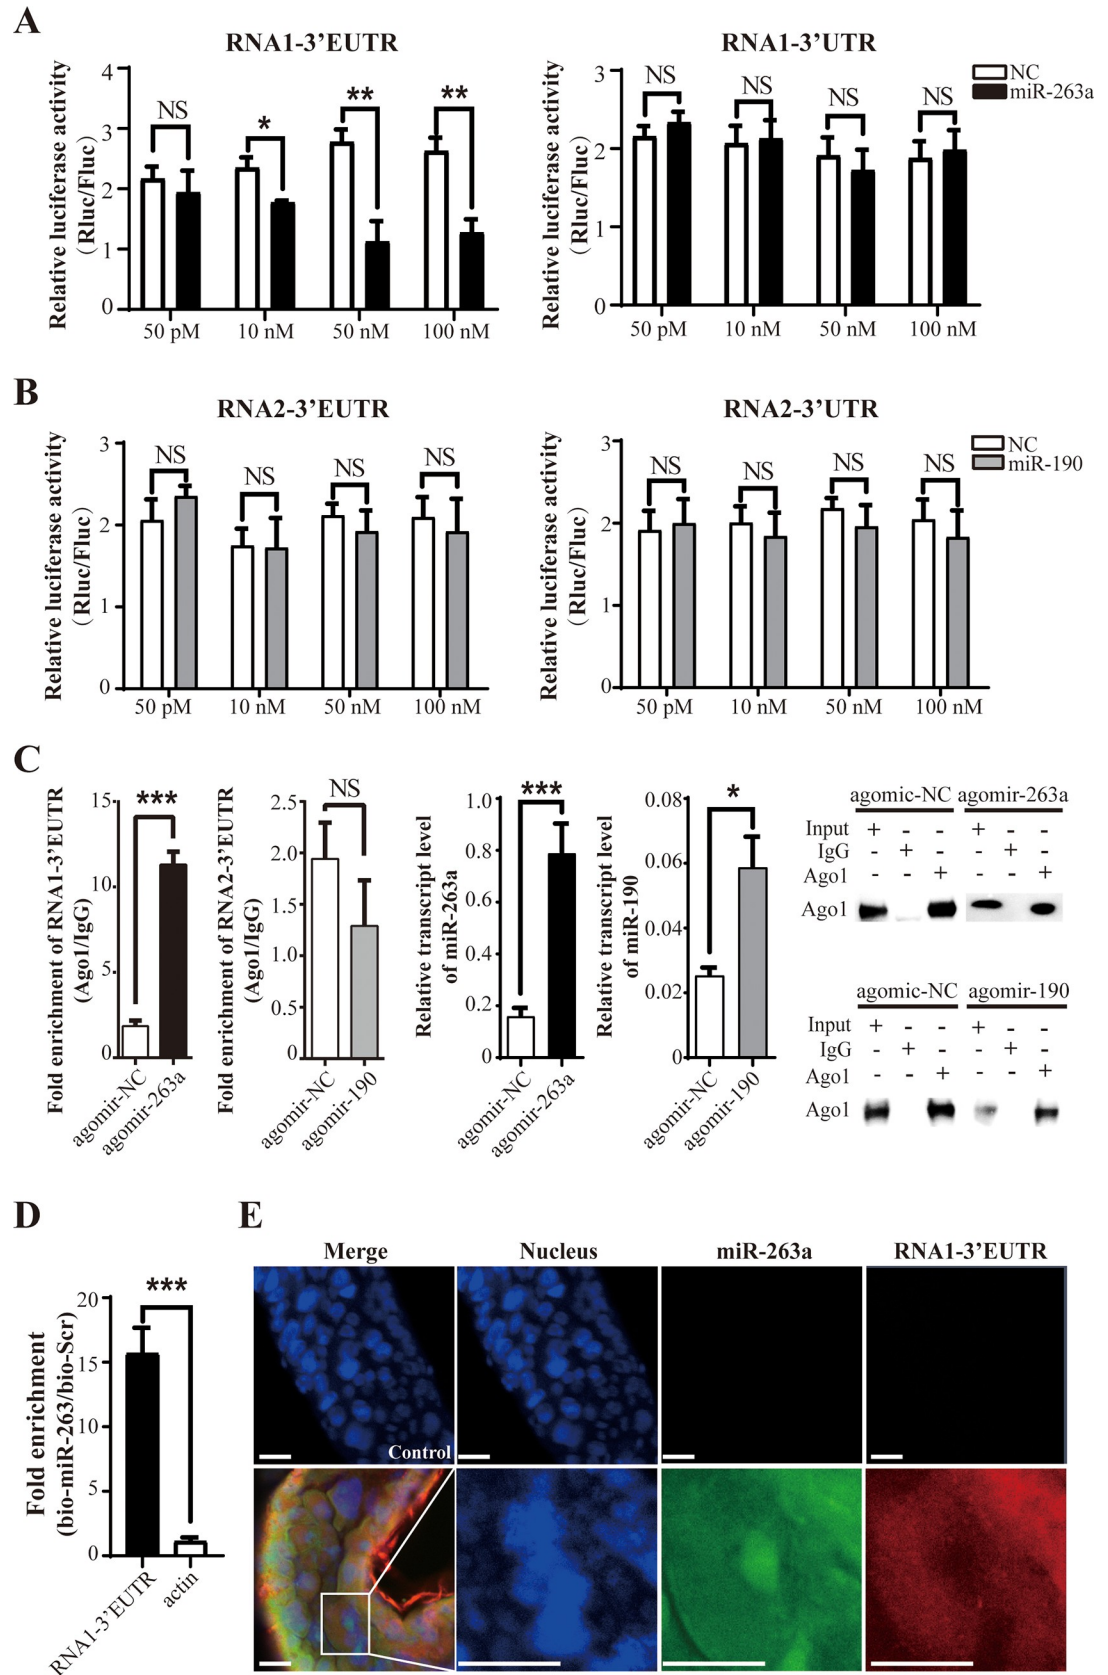 A
RNA1-3’EUTR
RNA1-3’UTR
Relative luciferase activity
(Rluc/Fluc)
4
3
2
1
0
NS
*
**
**
50 pM
10 nM
50 nM
100 nM
Relative luciferase activity
(Rluc/Fluc)
3
2
1
0
NS
NS
NS
NS
50 pM
10 nM
50 nM
100 nM
NC
miR-263a
B
RNA2-3’EUTR
RNA2-3’UTR
Relative luciferase activity
(Rluc/Fluc)
3
2
1
0
NS
NS
NS
NS
50 pM
10 nM
50 nM
100 nM
Relative luciferase activity
(Rluc/Fluc)
3
2
1
0
NS
NS
NS
NS
50 pM
10 nM
50 nM
100 nM
NC
miR-190
C
Fold enrichment of RNA1-3’EUTR
(Ago1/IgG)
15
10
5
0
***
agomir-NC
agomir-263a
Fold enrichment of RNA2-3’EUTR
(Ago1/IgG)
2.5
2.0
1.5
1.0
0.5
0
NS
agomir-NC
agomir-190
Relative transcript level
of miR-263a
1.0
0.8
0.6
0.4
0.2
0
***
agomir-NC
agomir-263a
Relative transcript level
of miR-190
0.08
0.06
0.04
0.02
0
*
agomir-NC
agomir-190
agomic-NC agomir-263a
Input + - - + - -
IgG - + - - + -
Ago1 - - + - - +
Ago1
agomic-NC agomir-190
Input + - - + - -
IgG - + - - + -
Ago1 - - + - - +
Ago1
D
Fold enrichment
(bio-miR-263/bio-Scr)
20
15
10
5
0
***
RNA1-3’EUTR
actin
E
Merge
Nucleus
miR-263a
RNA1-3’EUTR
Control